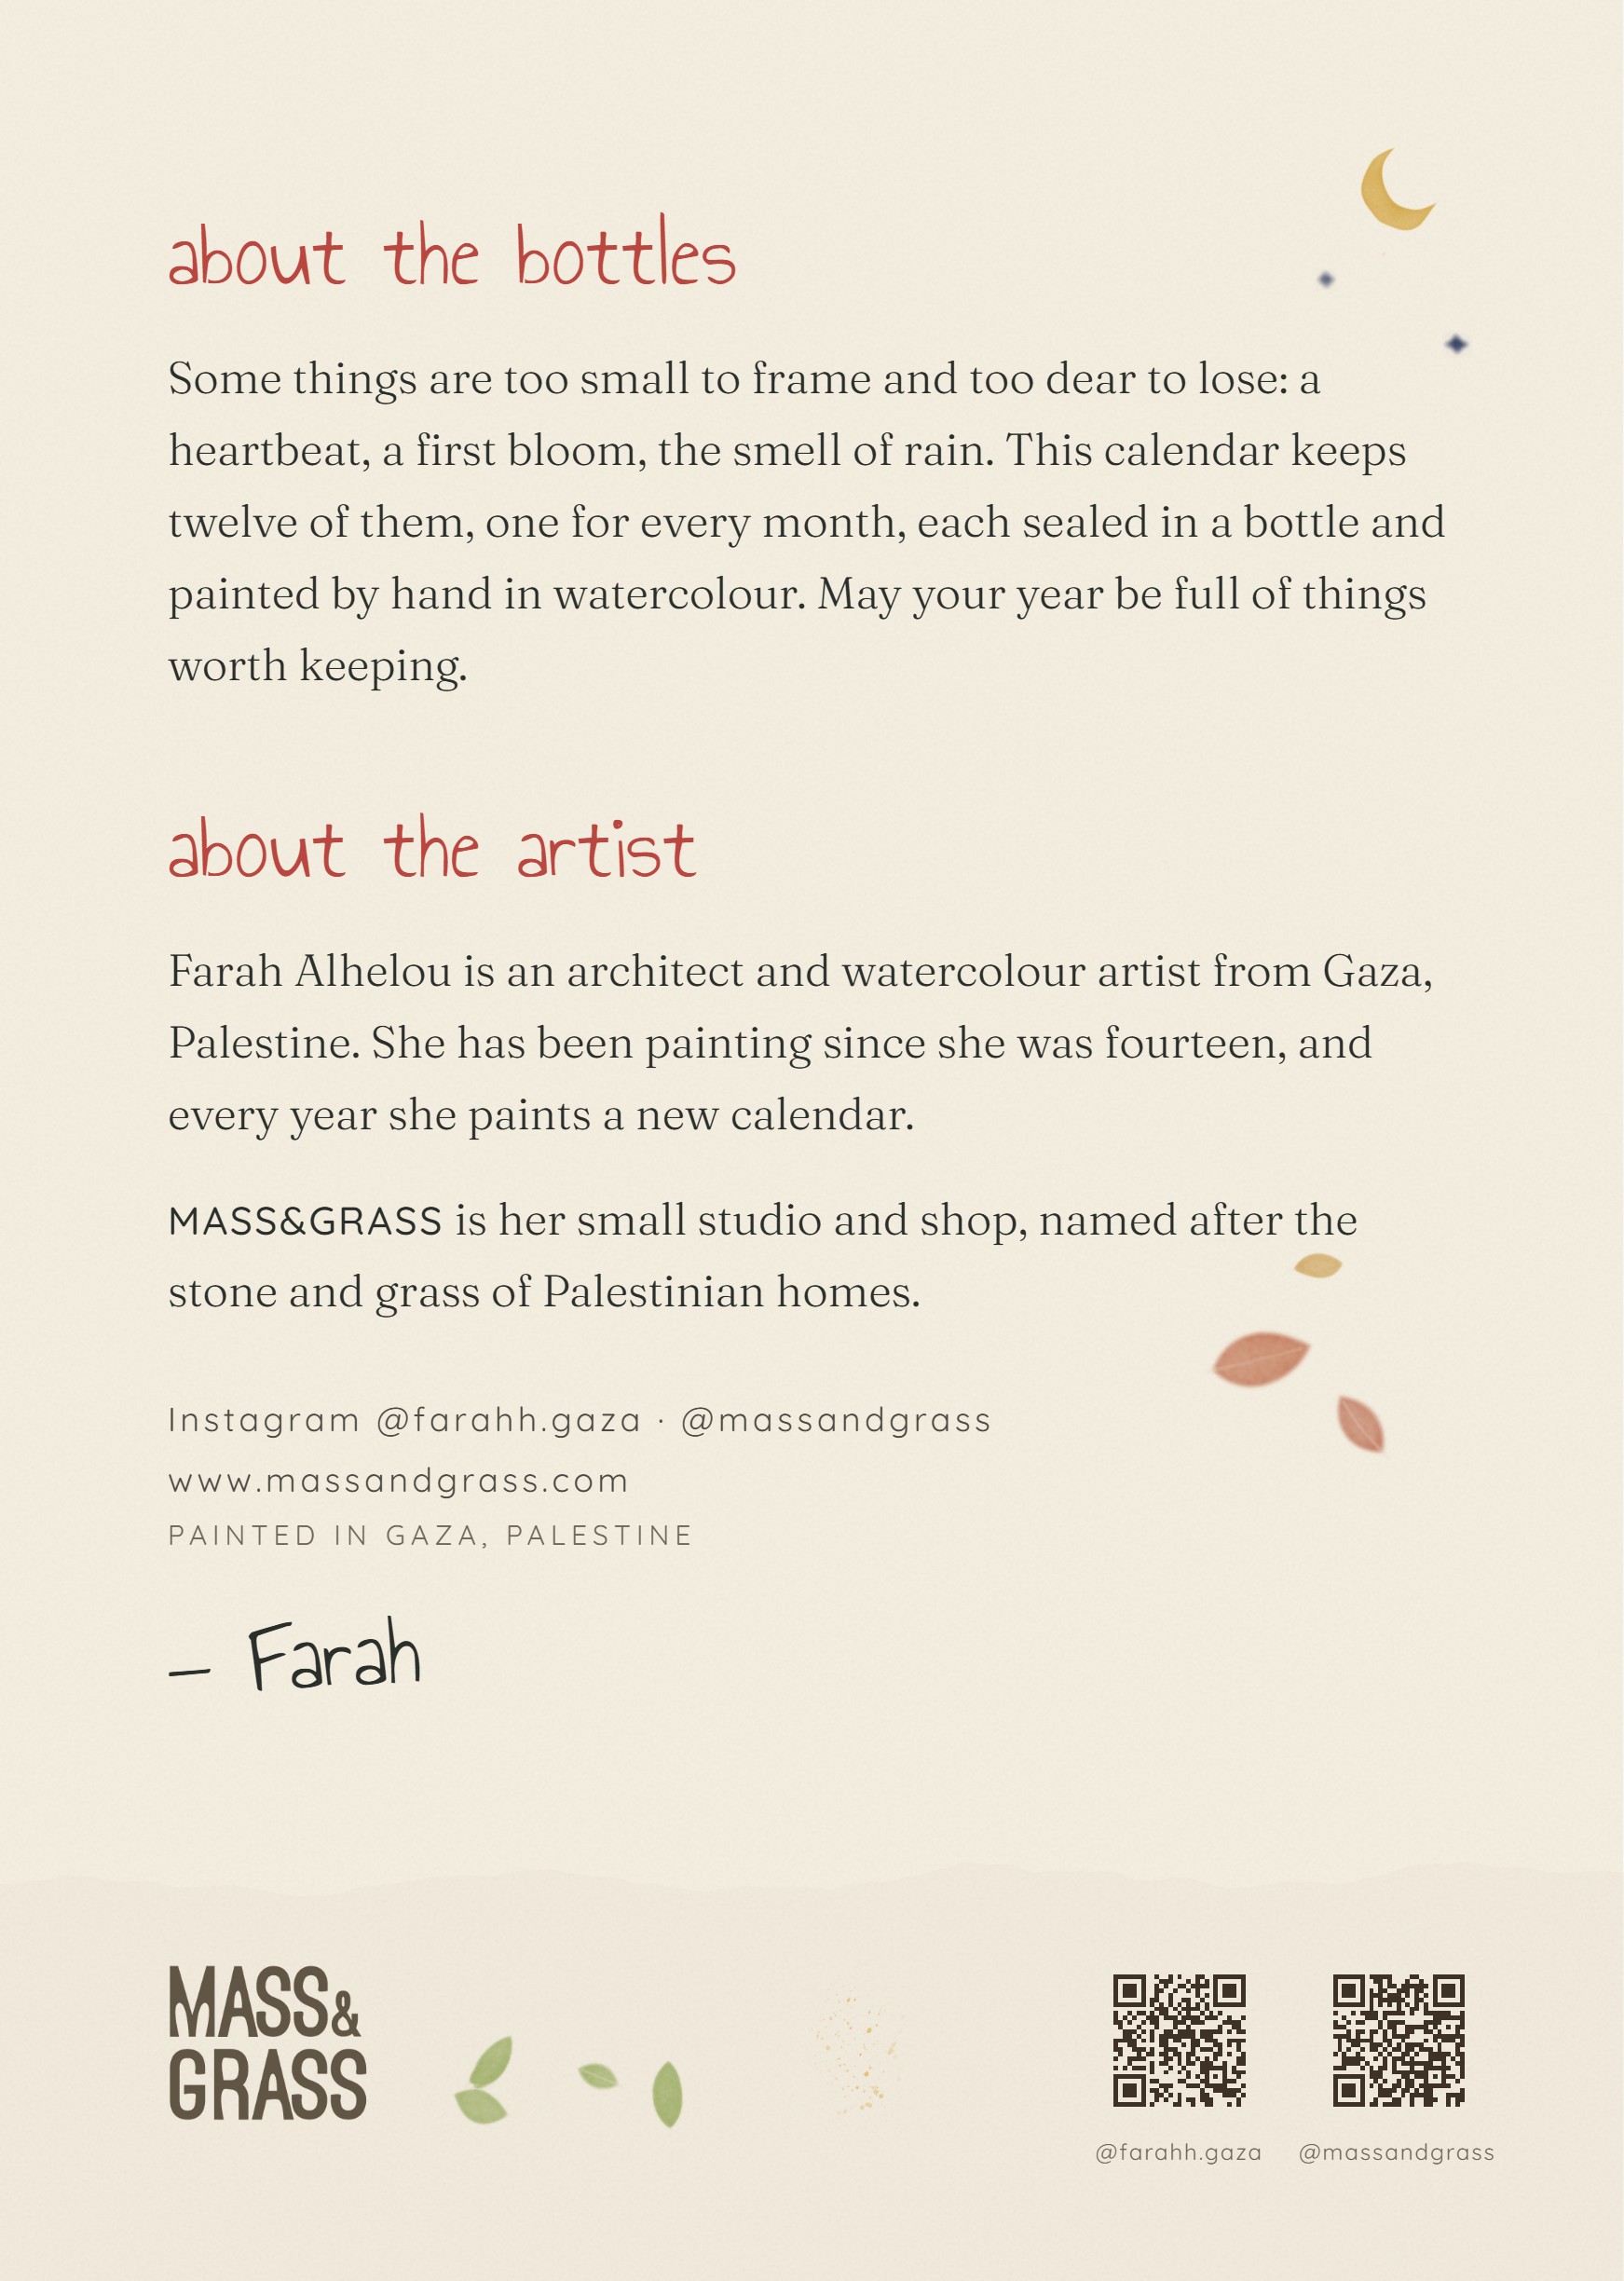 about the bottles
Some things are too small to frame and too dear to lose: a
heartbeat, a first bloom, the smell of rain. This calendar keeps
twelve of them, one for every month, each sealed in a bottle and
painted by hand in watercolour. May your year be full of things
worth keeping.
about the artist
Farah Alhelou is an architect and watercolour artist from Gaza,
Palestine. She has been painting since she was fourteen, and
every year she paints a new calendar.
MASS&GRASS is her small studio and shop, named after the
stone and grass of Palestinian homes.
Instagram @farahh.gaza · @massandgrass
www.massandgrass.com
PAINTED IN GAZA, PALESTINE
– Farah
MASS&
GRASS
@farahh.gaza @massandgrass